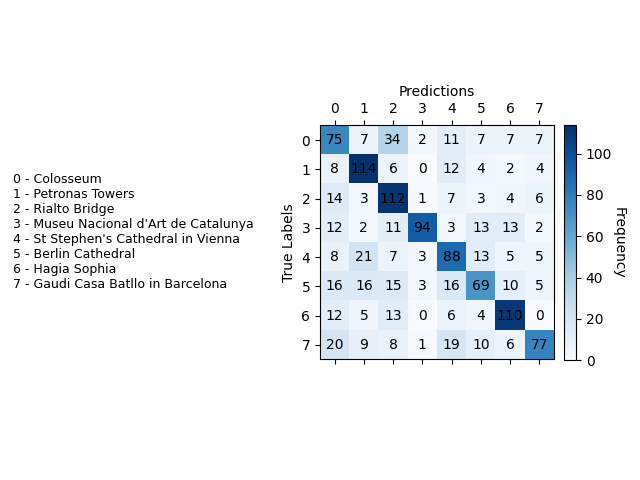 Predictions
0 1 2 3 4 5 6 7
0 75 7 34 2 11 7 7 7
1 8 114 6 0 12 4 2 4
2 14 3 112 1 7 3 4 6
3 12 2 11 94 3 13 13 2
4 8 21 7 3 88 13 5 5
5 16 16 15 3 16 69 10 5
6 12 5 13 0 6 4 110 0
7 20 9 8 1 19 10 6 77
True Labels
0 - Colosseum
1 - Petronas Towers
2 - Rialto Bridge
3 - Museu Nacional d'Art de Catalunya
4 - St Stephen's Cathedral in Vienna
5 - Berlin Cathedral
6 - Hagia Sophia
7 - Gaudi Casa Batllo in Barcelona
100
80
60
40
20
0
Frequency